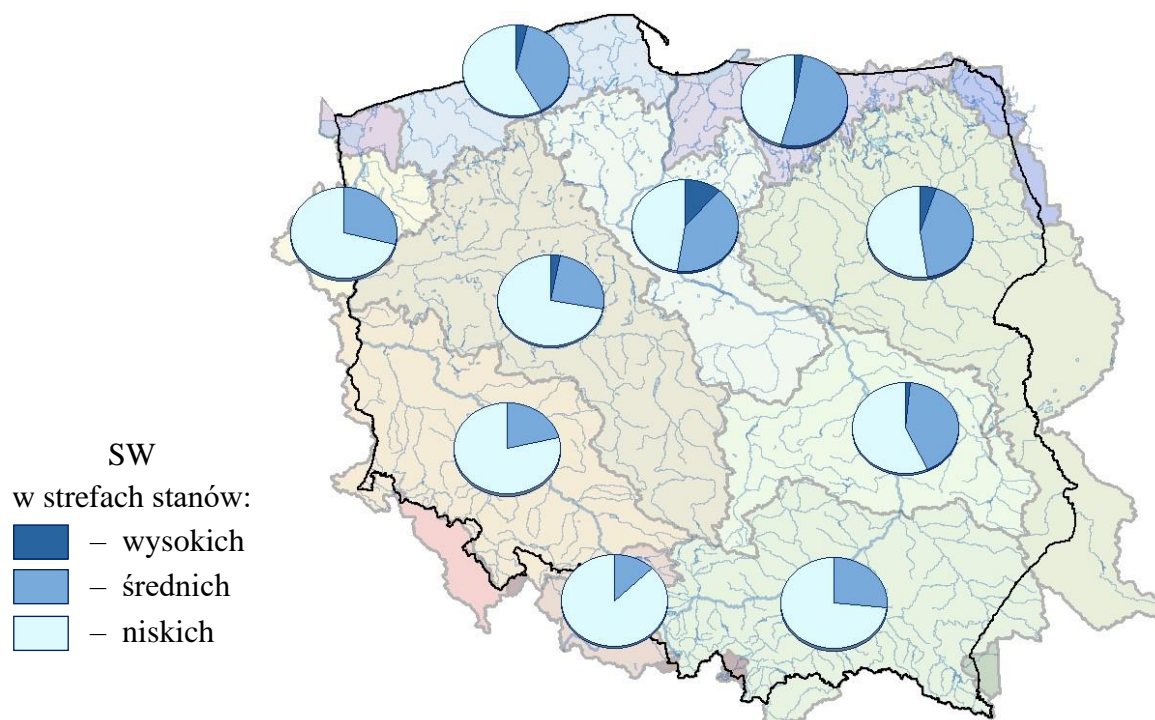 SW
w strefach stanów:
– wysokich
– średnich
– niskich